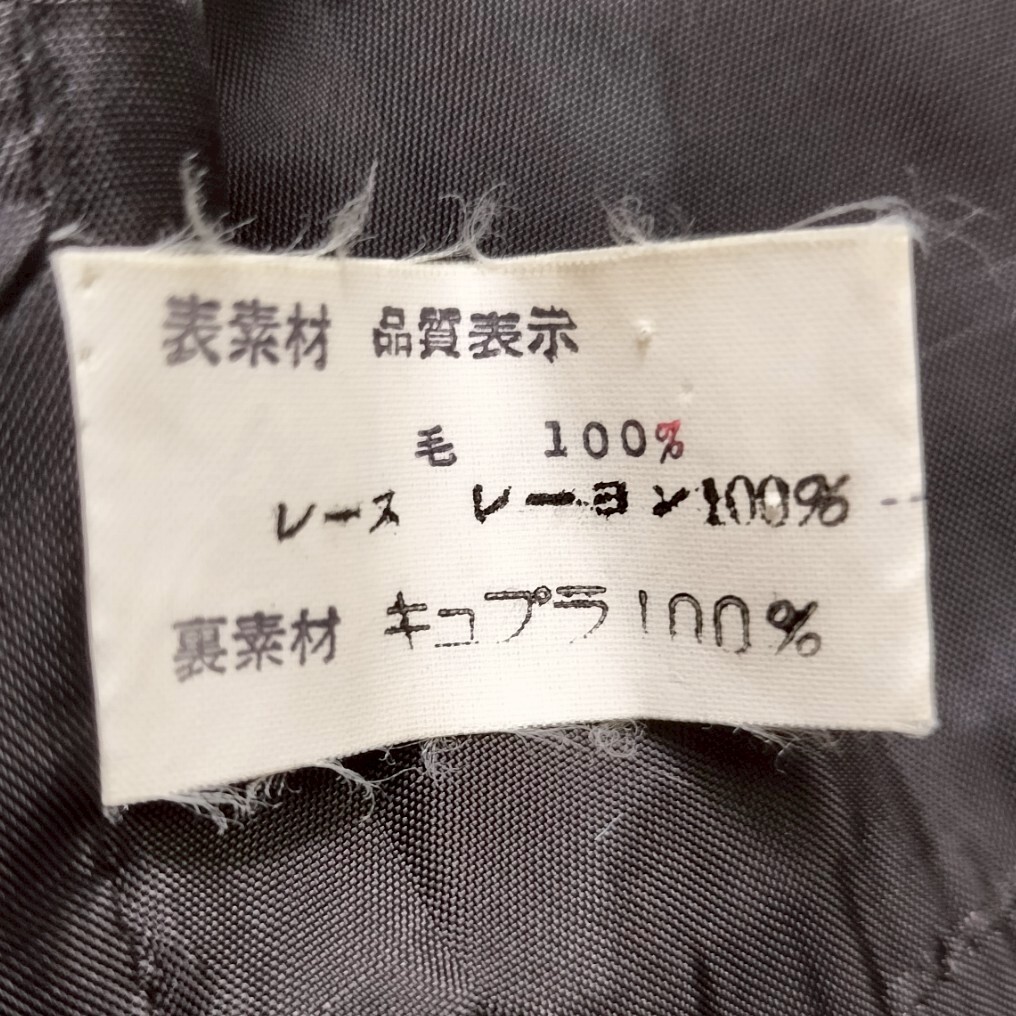 表素材 品質表示
毛 100%
レース レーヨン100%
裏素材 キュプラ100%